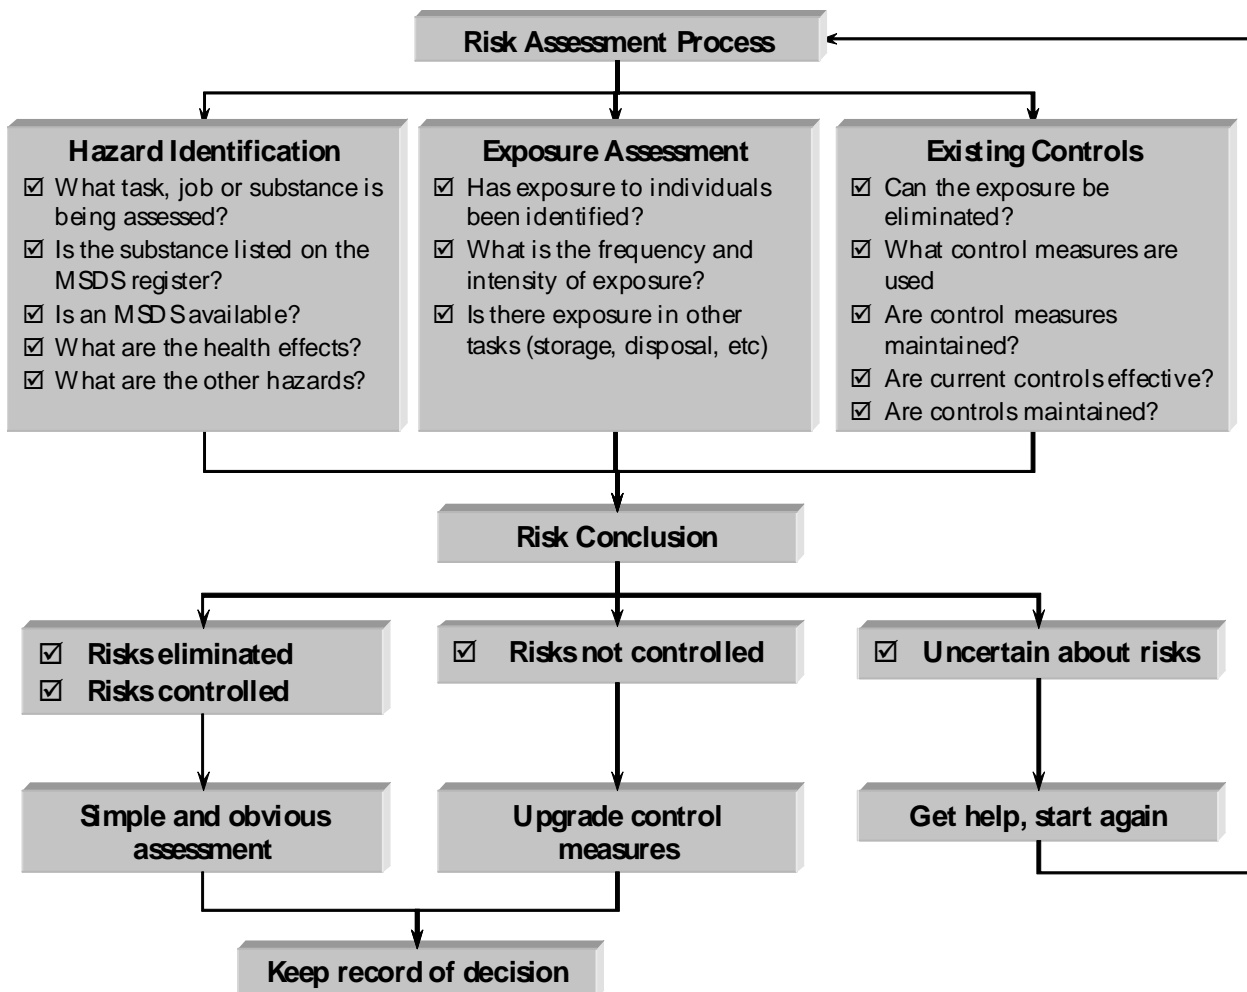 Risk Assessment Process
Hazard Identification
☑ What task, job or substance is
being assessed?
☑ Is the substance listed on the
MSDS register?
☑ Is an MSDS available?
☑ What are the health effects?
☑ What are the other hazards?
Exposure Assessment
☑ Has exposure to individuals
been identified?
☑ What is the frequency and
intensity of exposure?
☑ Is there exposure in other
tasks (storage, disposal, etc)
Existing Controls
☑ Can the exposure be
eliminated?
☑ What control measures are
used
☑ Are control measures
maintained?
☑ Are current controls effective?
☑ Are controls maintained?
Risk Conclusion
☑ Risks eliminated
☑ Risks controlled
☑ Risks not controlled
☑ Uncertain about risks
Simple and obvious
assessment
Upgrade control
measures
Get help, start again
Keep record of decision